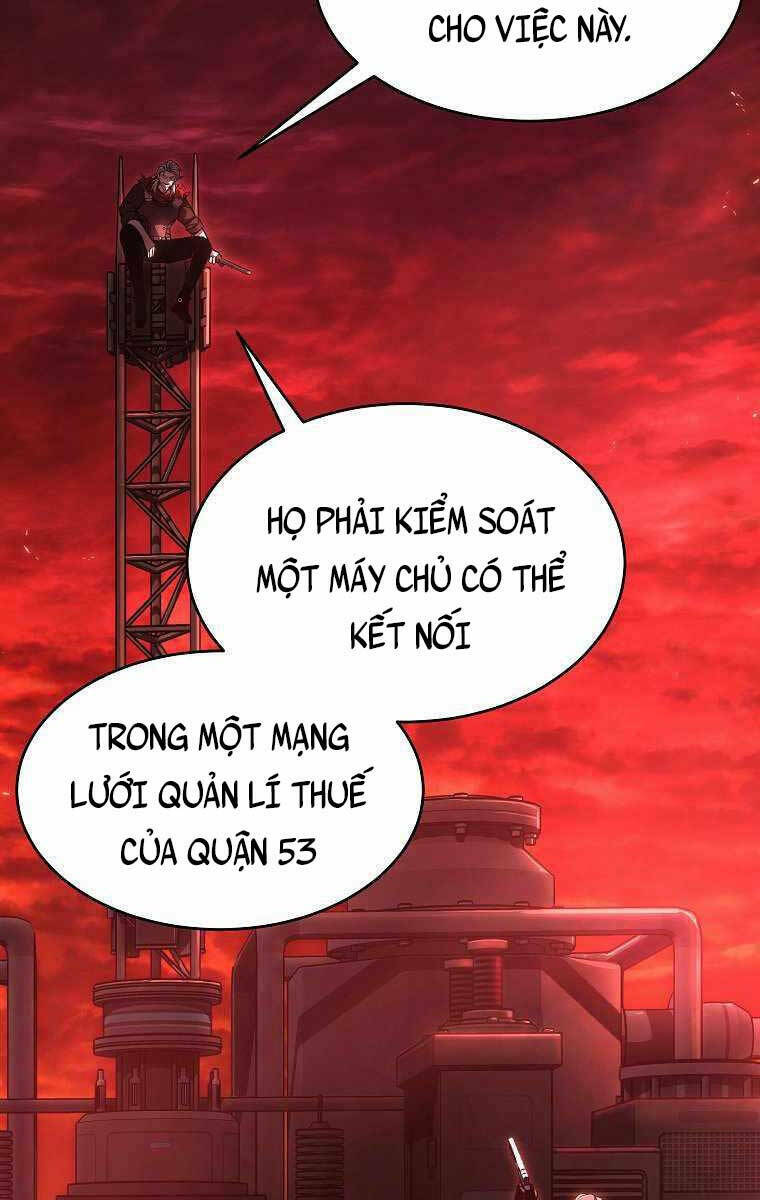 CHO VIỆC NÀY.
HỌ PHẢI KIỂM SOÁT
MỘT MÁY CHỦ CÓ THỂ
KẾT NỐI
TRONG MỘT MẠNG
LƯỚI QUẢN LÍ THUẾ
CỦA QUẬN 53